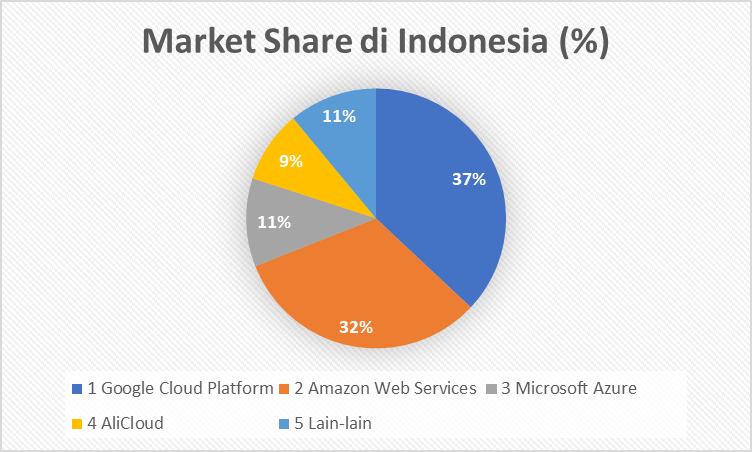 Market Share di Indonesia (%)
11%
37%
9%
11%
32%
1 Google Cloud Platform 2 Amazon Web Services 3 Microsoft Azure
4 AliCloud 5 Lain-lain